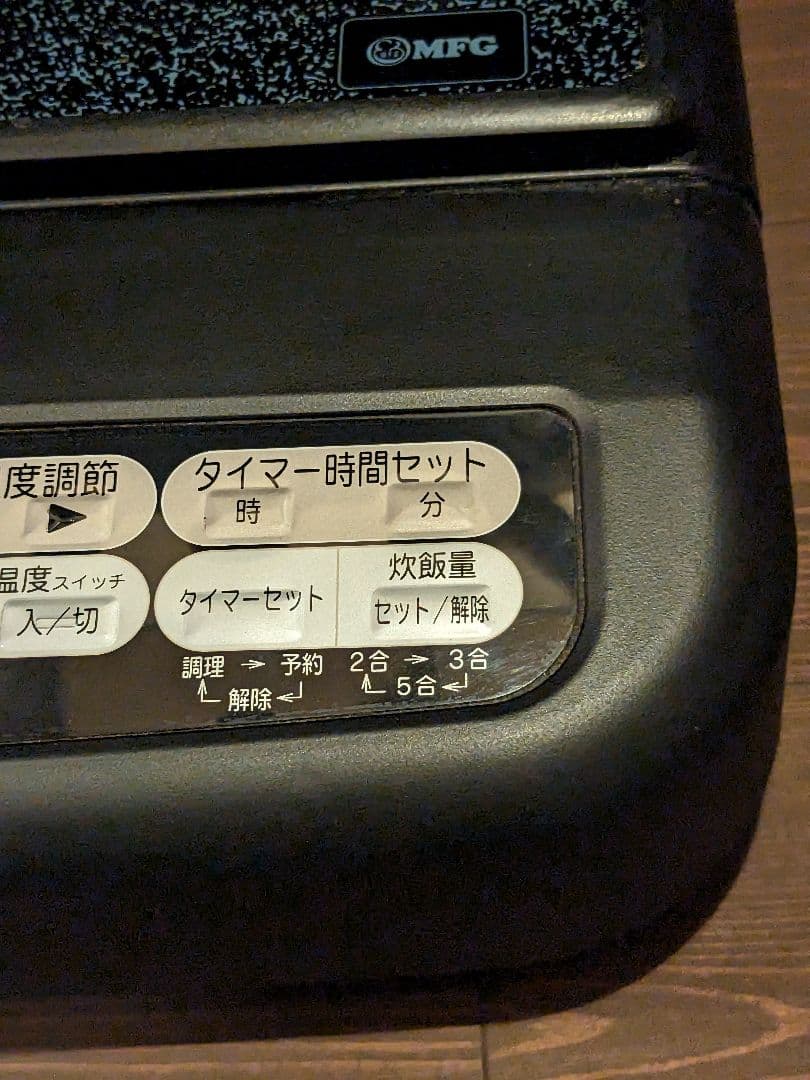 MFG
度調節
▶
タイマー時間セット
時
分
温度スイッチ
入／切
タイマーセット
炊飯量
セット／解除
調理 → 予約
解除
2合 → 3合
5合